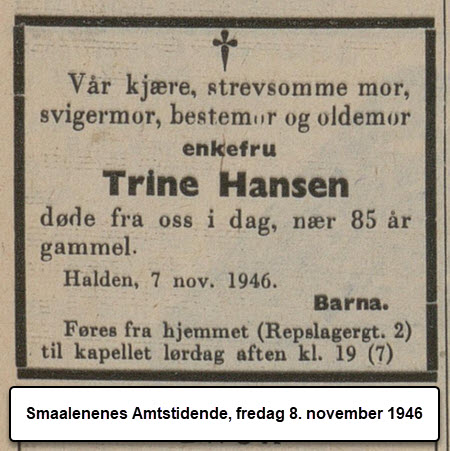 †
Vår kjære, strevsomme mor,
svigermor, bestemor og oldemor
enkefru
Trine Hansen
døde fra oss i dag, nær 85 år
gammel.
Halden, 7 nov. 1946.
Barna.
Føres fra hjemmet (Repslagergt. 2)
til kapellet lørdag aften kl. 19 (7)
Smaalenenes Amtstidende, fredag 8. november 1946